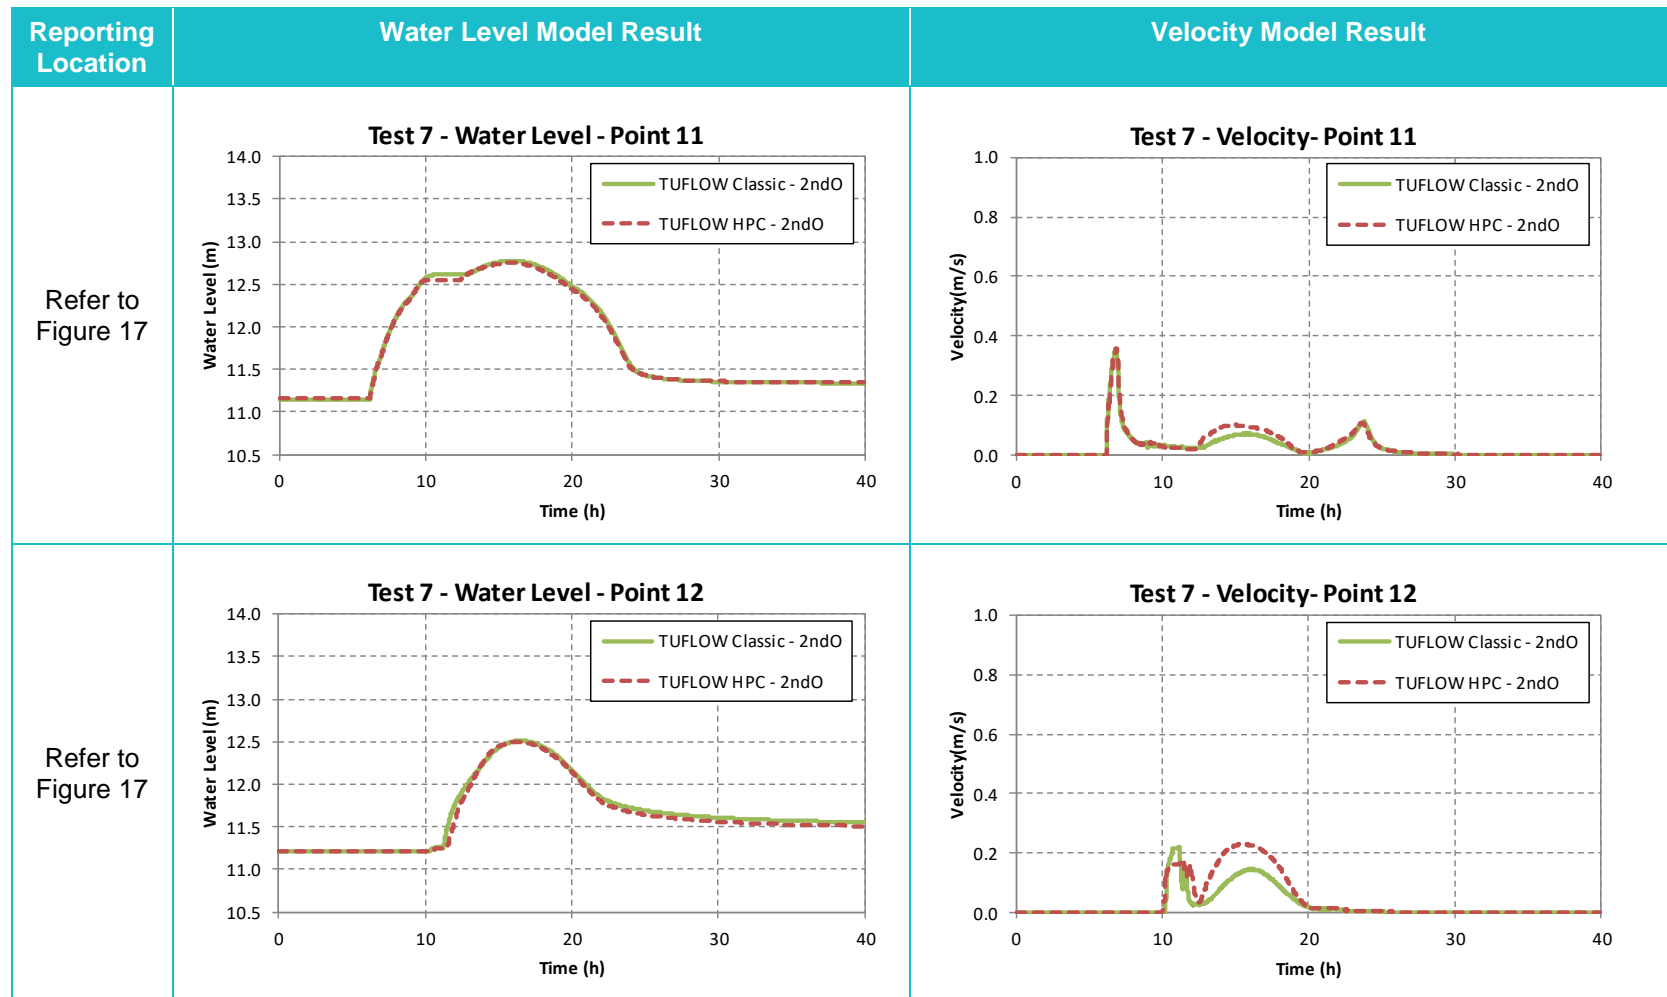 Reporting Location
Water Level Model Result
Velocity Model Result
Refer to
Figure 17
Test 7 - Water Level - Point 11
14.0
13.5
13.0
12.5
12.0
11.5
11.0
10.5
Water Level (m)
0 10 20 30 40
Time (h)
TUFLOW Classic - 2ndO
TUFLOW HPC - 2ndO
Test 7 - Velocity- Point 11
1.0
0.8
0.6
0.4
0.2
0.0
Velocity(m/s)
0 10 20 30 40
Time (h)
TUFLOW Classic - 2ndO
TUFLOW HPC - 2ndO
Refer to
Figure 17
Test 7 - Water Level - Point 12
14.0
13.5
13.0
12.5
12.0
11.5
11.0
10.5
Water Level (m)
0 10 20 30 40
Time (h)
TUFLOW Classic - 2ndO
TUFLOW HPC - 2ndO
Test 7 - Velocity- Point 12
1.0
0.8
0.6
0.4
0.2
0.0
Velocity(m/s)
0 10 20 30 40
Time (h)
TUFLOW Classic - 2ndO
TUFLOW HPC - 2ndO